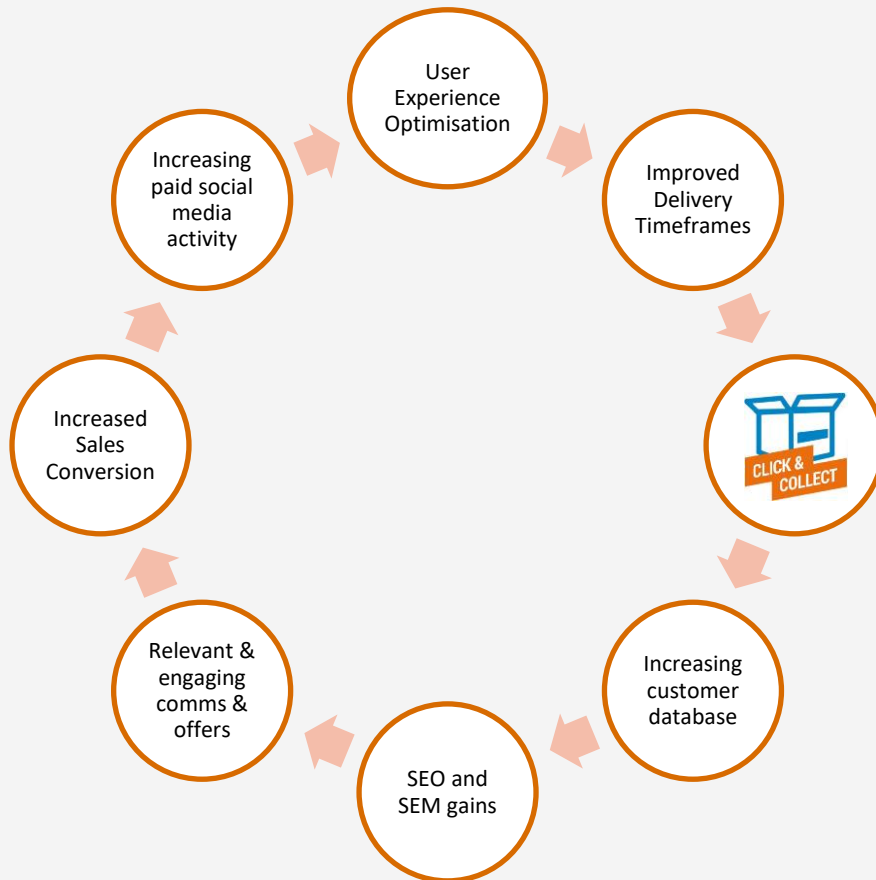 User
Experience
Optimisation
Improved
Delivery
Timeframes
CLICK &
COLLECT
Increasing
customer
database
SEO and
SEM gains
Relevant &
engaging
comms &
offers
Increased
Sales
Conversion
Increasing
paid social
media
activity